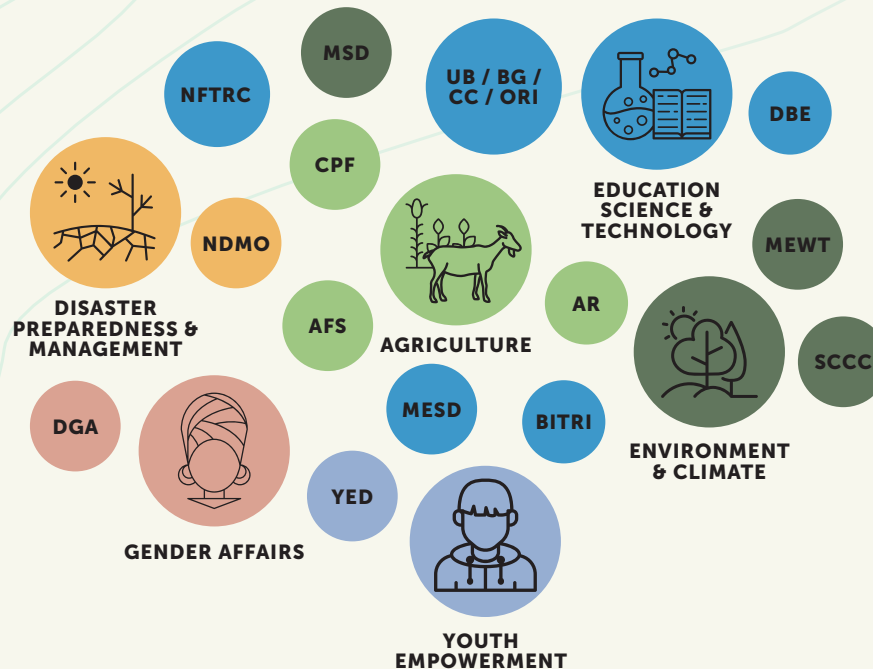 MSD
NFTRC
UB / BG /
CC / ORI
DBE
CPF
EDUCATION
SCIENCE &
TECHNOLOGY
NDMO
MEWT
DISASTER
PREPAREDNESS &
MANAGEMENT
AFS
AR
AGRICULTURE
SCCC
MESD
BITRI
DGA
ENVIRONMENT
& CLIMATE
YED
GENDER AFFAIRS
YOUTH
EMPOWERMENT